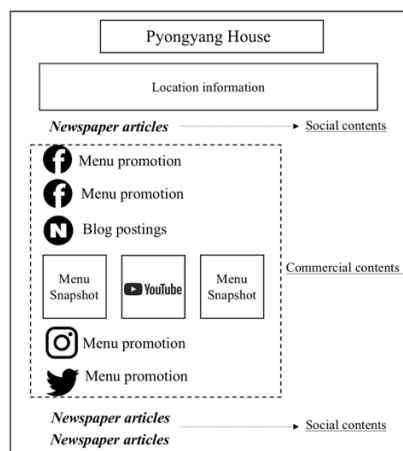 Pyongyang House
Location information
Newspaper articles
Social contents
Menu promotion
Menu promotion
N
Blog postings
Menu
Snapshot
YouTube
Menu
Snapshot
Commercial contents
Menu promotion
Menu promotion
Newspaper articles
Newspaper articles
Social contents